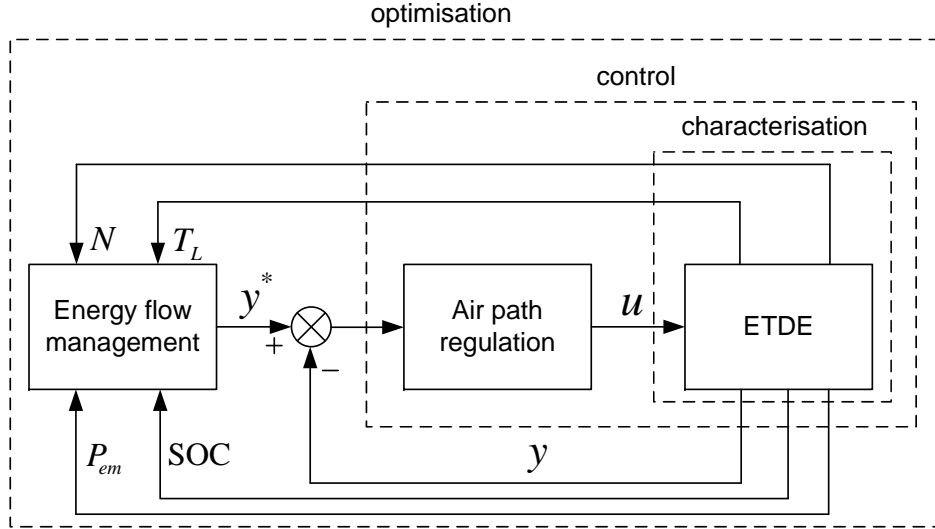 optimisation
control
characterisation
N
T_L
Energy flow
management
y*
+
−
Air path
regulation
u
ETDE
P_em
SOC
y